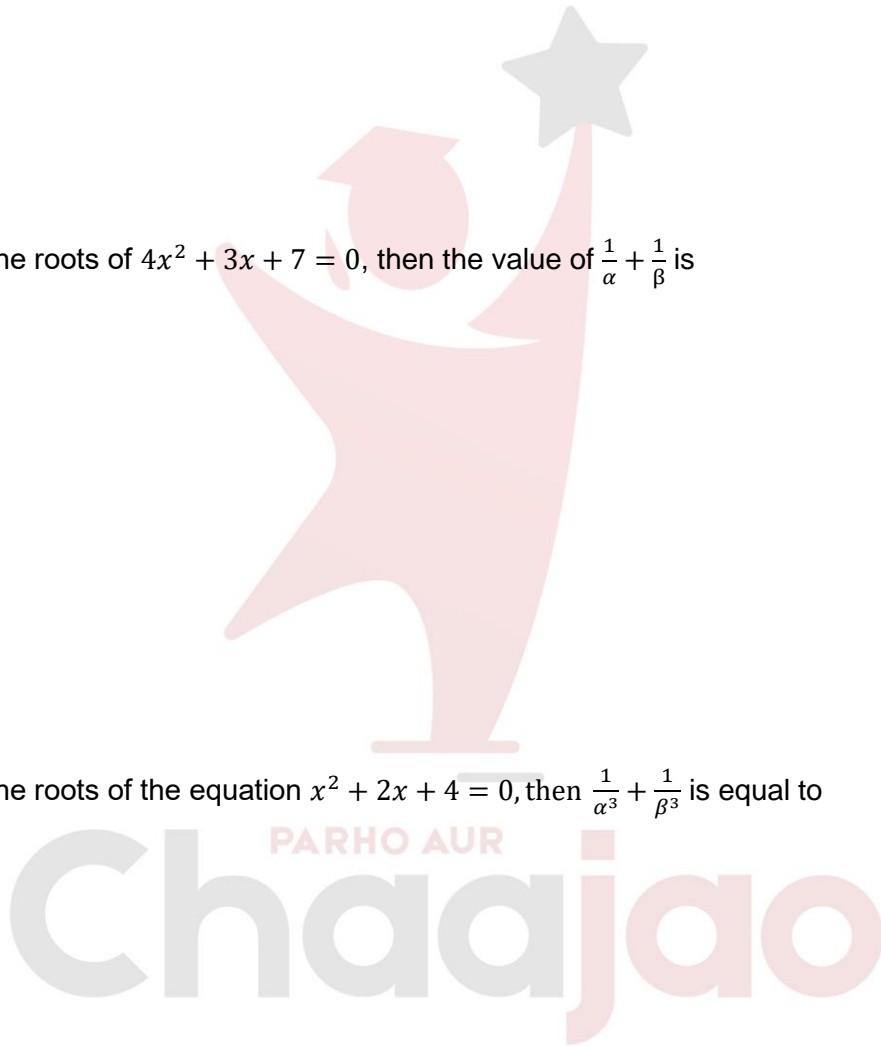 he roots of 4x² + 3x + 7 = 0, then the value of 1/α + 1/β is
he roots of the equation x² + 2x + 4 = 0, then 1/α³ + 1/β³ is equal to
PARHO AUR
Chaajao